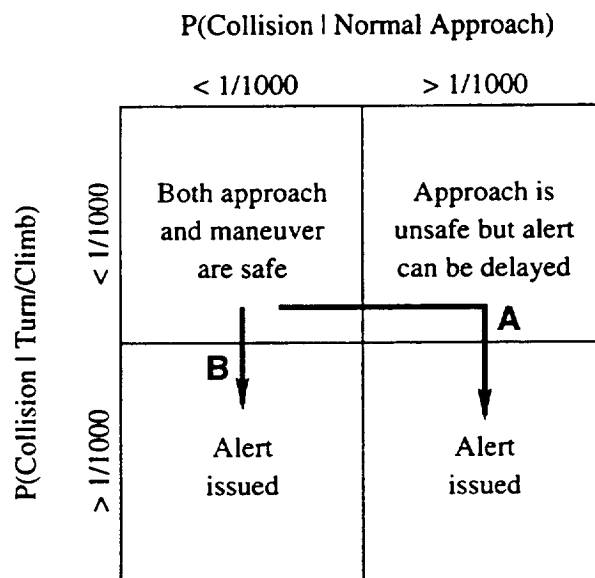 P(Collision | Normal Approach)
< 1/1000
> 1/1000
P(Collision | Turn/Climb)
< 1/1000
Both approach
and maneuver
are safe
Approach is
unsafe but alert
can be delayed
A
B
> 1/1000
Alert
issued
Alert
issued